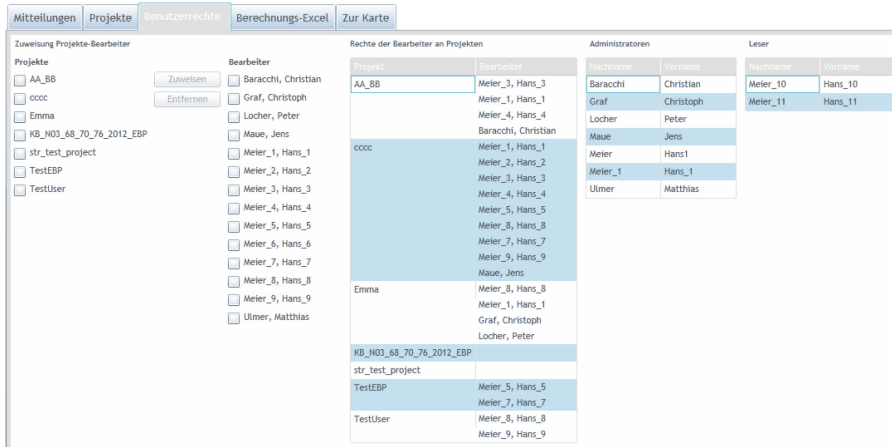 Mitteilungen Projekte Benutzerrechte Berechnungs-Excel Zur Karte
Zuweisung Projekte-Bearbeiter
Projekte
AA_BB
cccc
Emma
KB_N03_68_70_76_2012_EBP
str_test_project
TestEBP
TestUser
Zuweisen
Entfernen
Bearbeiter
Baracchi, Christian
Graf, Christoph
Locher, Peter
Maue, Jens
Meier_1, Hans_1
Meier_2, Hans_2
Meier_3, Hans_3
Meier_4, Hans_4
Meier_5, Hans_5
Meier_6, Hans_6
Meier_7, Hans_7
Meier_8, Hans_8
Meier_9, Hans_9
Ulmer, Matthias
Rechte der Bearbeiter an Projekten
Projekt Bearbeiter
AA_BB Meier_3, Hans_3
Meier_1, Hans_1
Meier_4, Hans_4
Baracchi, Christian
cccc Meier_1, Hans_1
Meier_2, Hans_2
Meier_3, Hans_3
Meier_4, Hans_4
Meier_5, Hans_5
Meier_8, Hans_8
Meier_7, Hans_7
Meier_9, Hans_9
Maue, Jens
Emma Meier_8, Hans_8
Meier_1, Hans_1
Graf, Christoph
Locher, Peter
KB_N03_68_70_76_2012_EBP
str_test_project
TestEBP Meier_5, Hans_5
Meier_7, Hans_7
TestUser Meier_8, Hans_8
Meier_9, Hans_9
Administratoren
Nachname Vorname
Baracchi Christian
Graf Christoph
Locher Peter
Maue Jens
Meier Hans1
Meier_1 Hans_1
Ulmer Matthias
Leser
Nachname Vorname
Meier_10 Hans_10
Meier_11 Hans_11